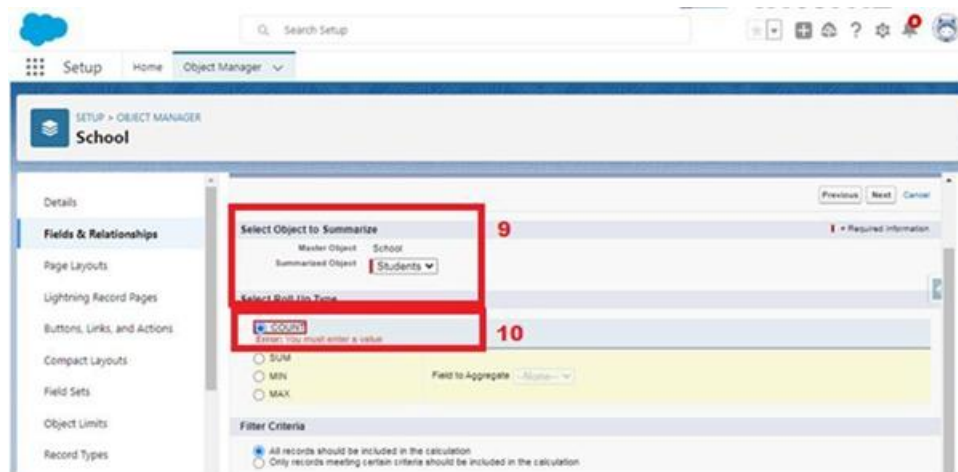 Search Setup
Setup Home Object Manager
SETUP > OBJECT MANAGER
School
Details
Fields & Relationships
Page Layouts
Lightning Record Pages
Buttons, Links, and Actions
Compact Layouts
Field Sets
Object Limits
Record Types
Previous Next Cancel
Select Object to Summarize 9 = Required Information
Master Object School
Summarized Object Students
Select Roll-Up Type
COUNT 10
Error: You must enter a value
SUM
MIN Field to Aggregate --None--
MAX
Filter Criteria
All records should be included in the calculation
Only records meeting certain criteria should be included in the calculation